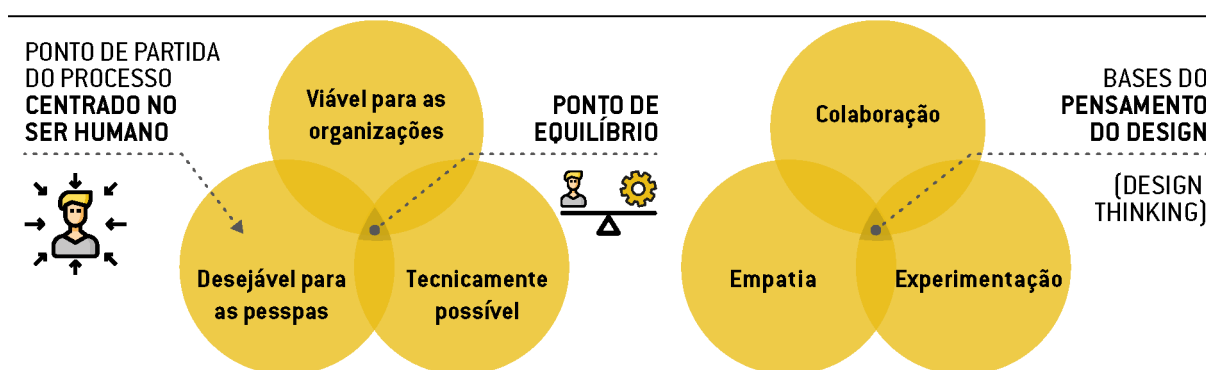 PONTO DE PARTIDA
DO PROCESSO
CENTRADO NO
SER HUMANO
Viável para as
organizações
Desejável para
as pesspas
Tecnicamente
possível
PONTO DE
EQUILÍBRIO
Colaboração
Empatia
Experimentação
BASES DO
PENSAMENTO
DO DESIGN
(DESIGN
THINKING)